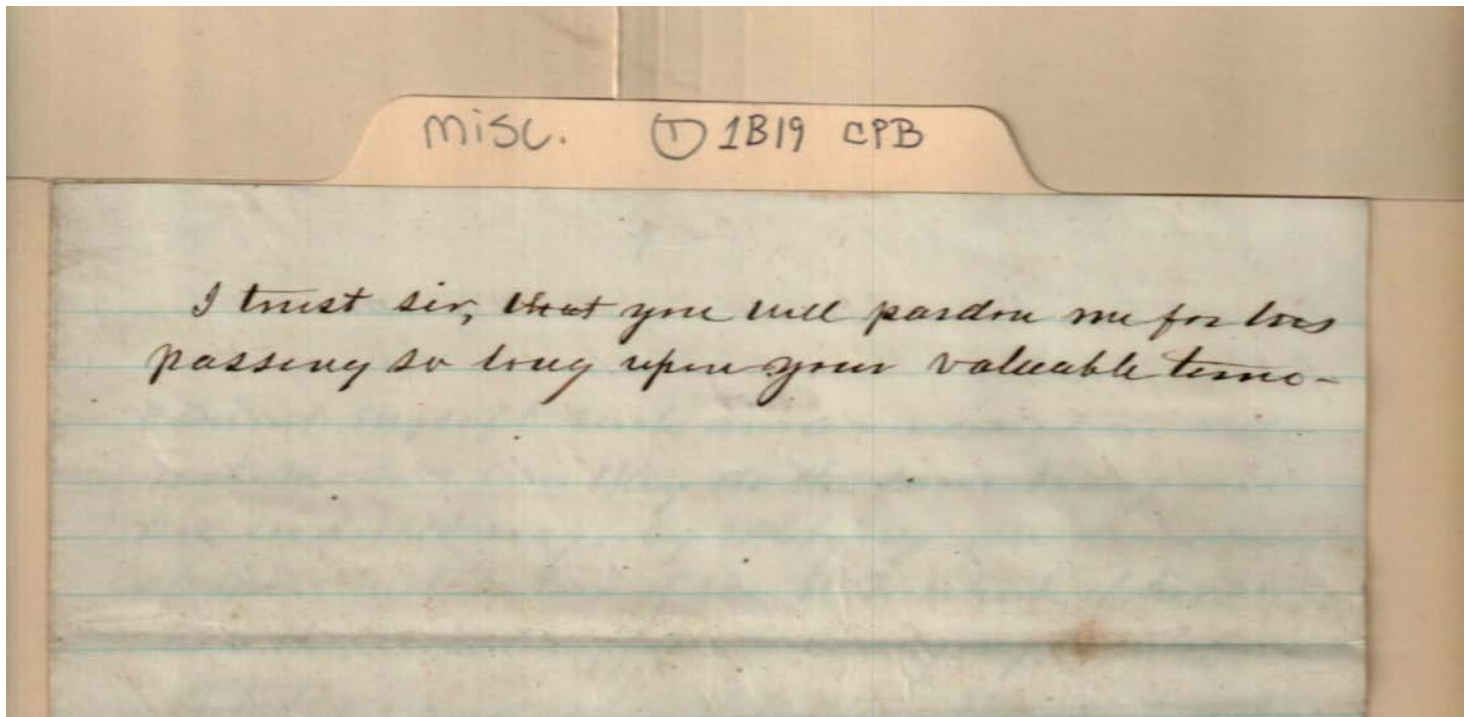 misc. ① 1B19 CPB
I trust sir, that you will pardon me for tres
passing so long upon your valuable time-